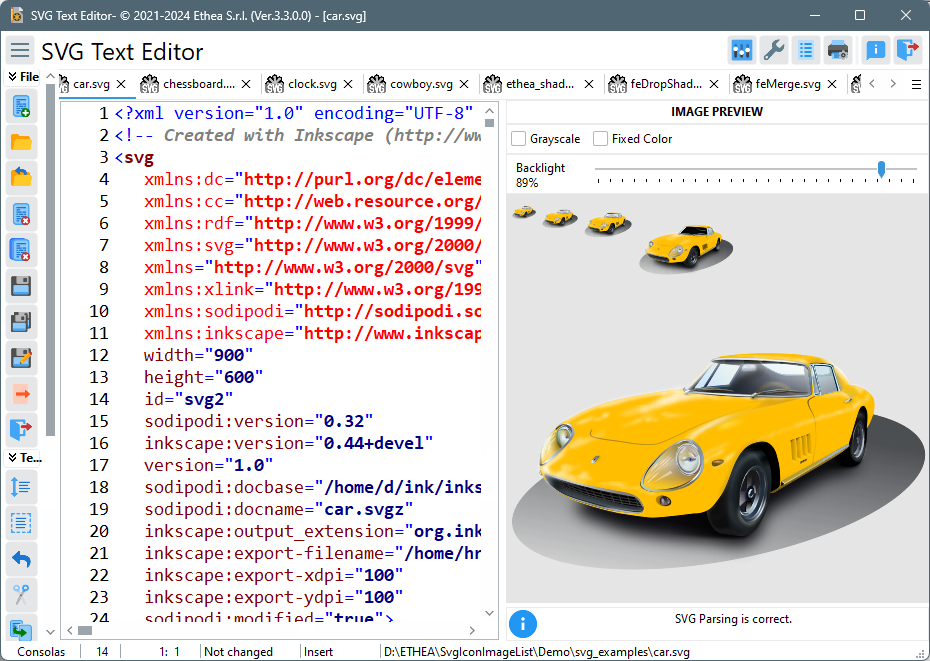 SVG Text Editor- © 2021-2024 Ethea S.r.l. (Ver.3.3.0.0) - [car.svg]
SVG Text Editor
File
car.svg
chessboard....
clock.svg
cowboy.svg
ethea_shad...
feDropShad...
feMerge.svg
1 <?xml version="1.0" encoding="UTF-8"
2 <!-- Created with Inkscape (http://ww
3 <svg
4 xmlns:dc="http://purl.org/dc/eleme
5 xmlns:cc="http://web.resource.org/
6 xmlns:rdf="http://www.w3.org/1999/
7 xmlns:svg="http://www.w3.org/2000/
8 xmlns="http://www.w3.org/2000/svg"
9 xmlns:xlink="http://www.w3.org/199
10 xmlns:sodipodi="http://sodipodi.so
11 xmlns:inkscape="http://www.inkscap
12 width="900"
13 height="600"
14 id="svg2"
15 sodipodi:version="0.32"
16 inkscape:version="0.44+devel"
17 version="1.0"
18 sodipodi:docbase="/home/d/ink/inks
19 sodipodi:docname="car.svgz"
20 inkscape:output_extension="org.ink
21 inkscape:export-filename="/home/hr
22 inkscape:export-xdpi="100"
23 inkscape:export-ydpi="100"
24 sodipodi:modified="true">
Te...
IMAGE PREVIEW
Grayscale
Fixed Color
Backlight
89%
SVG Parsing is correct.
Consolas
14
1: 1
Not changed
Insert
D:\ETHEA\SvgIconImageList\Demo\svg_examples\car.svg